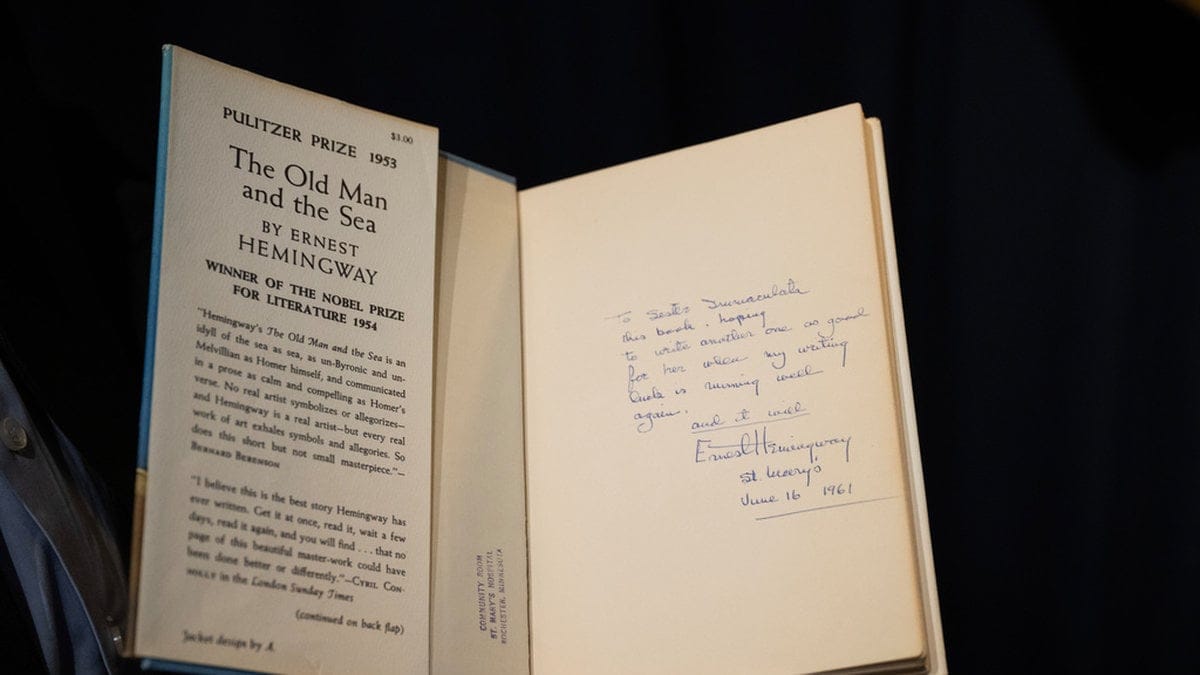 PULITZER PRIZE 1953
$3.00
The Old Man
and the Sea
BY ERNEST
HEMINGWAY
WINNER OF THE NOBEL PRIZE
FOR LITERATURE 1954
"Hemingway's The Old Man and the Sea is an
idyll of the sea as sea, as un-Byronic and un-
Melvillian as Homer himself, and communicated
in a prose as calm and compelling as Homer's
verse. No real artist symbolizes or allegorizes—
and Hemingway is a real artist—but every real
work of art exhales symbols and allegories. So
does this short but not small masterpiece."—
BERNARD BERENSON
"I believe this is the best story Hemingway has
ever written. Get it at once, read it, wait a few
days, read it again, and you will find . . . that no
page of this beautiful master-work could have
been done better or differently."—CYRIL CON-
NOLLY in the London Sunday Times
(continued on back flap)
Jacket design by A.
COMMUNITY ROOM
ST. MARY'S HOSPITAL
ROCHESTER, MINNESOTA
To Sister Immaculata
this book, hoping
to write another one as good
for her when my writing
luck is running well
again.
and it will
Ernest Hemingway
St. Mary's
June 16 1961